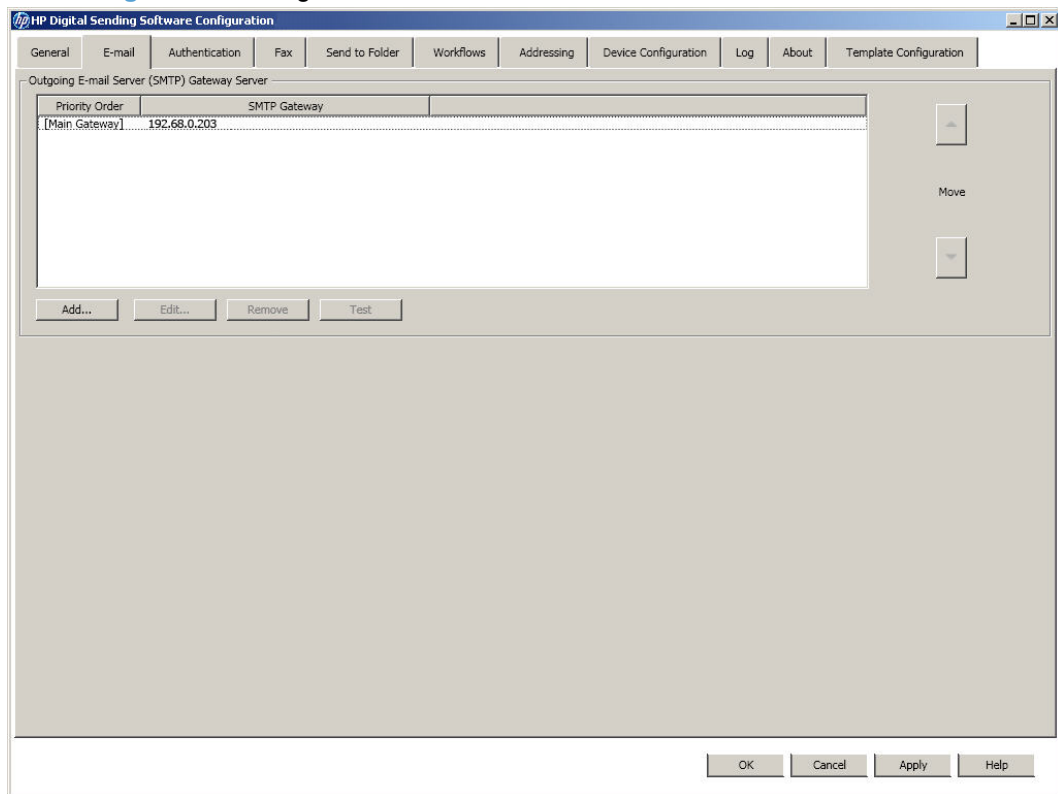 HP Digital Sending Software Configuration
General E-mail Authentication Fax Send to Folder Workflows Addressing Device Configuration Log About Template Configuration
Outgoing E-mail Server (SMTP) Gateway Server
Priority Order SMTP Gateway
[Main Gateway] 192.68.0.203
Move
Add... Edit... Remove Test
OK Cancel Apply Help